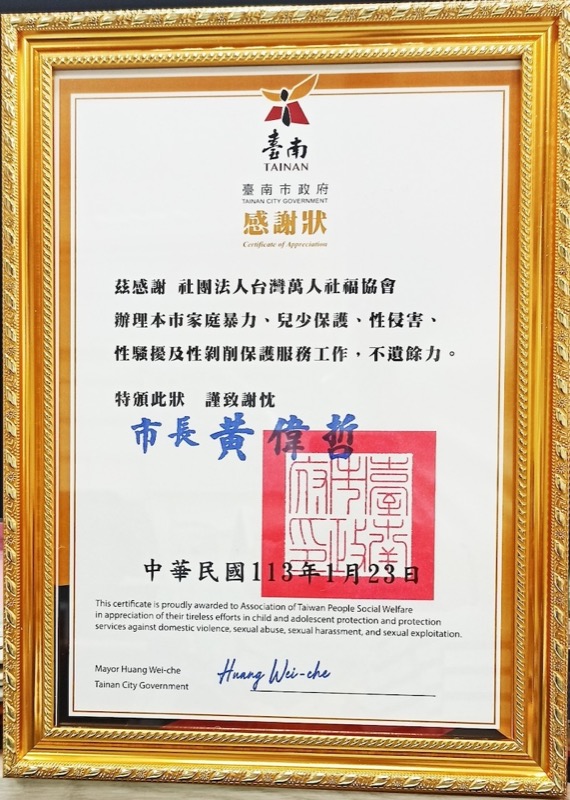 臺南
TAINAN
臺南市政府
TAINAN CITY GOVERNMENT
感謝狀
Certificate of Appreciation
茲感謝 社團法人台灣萬人社福協會
辦理本市家庭暴力、兒少保護、性侵害、
性騷擾及性剝削保護服務工作，不遺餘力。
特頒此狀 謹致謝忱
市長 黃偉哲
臺南市政府印
中華民國113年1月23日
This certificate is proudly awarded to Association of Taiwan People Social Welfare
in appreciation of their tireless efforts in child and adolescent protection and protection
services against domestic violence, sexual abuse, sexual harassment, and sexual exploitation.
Mayor Huang Wei-che
Tainan City Government
Huang Wei-che